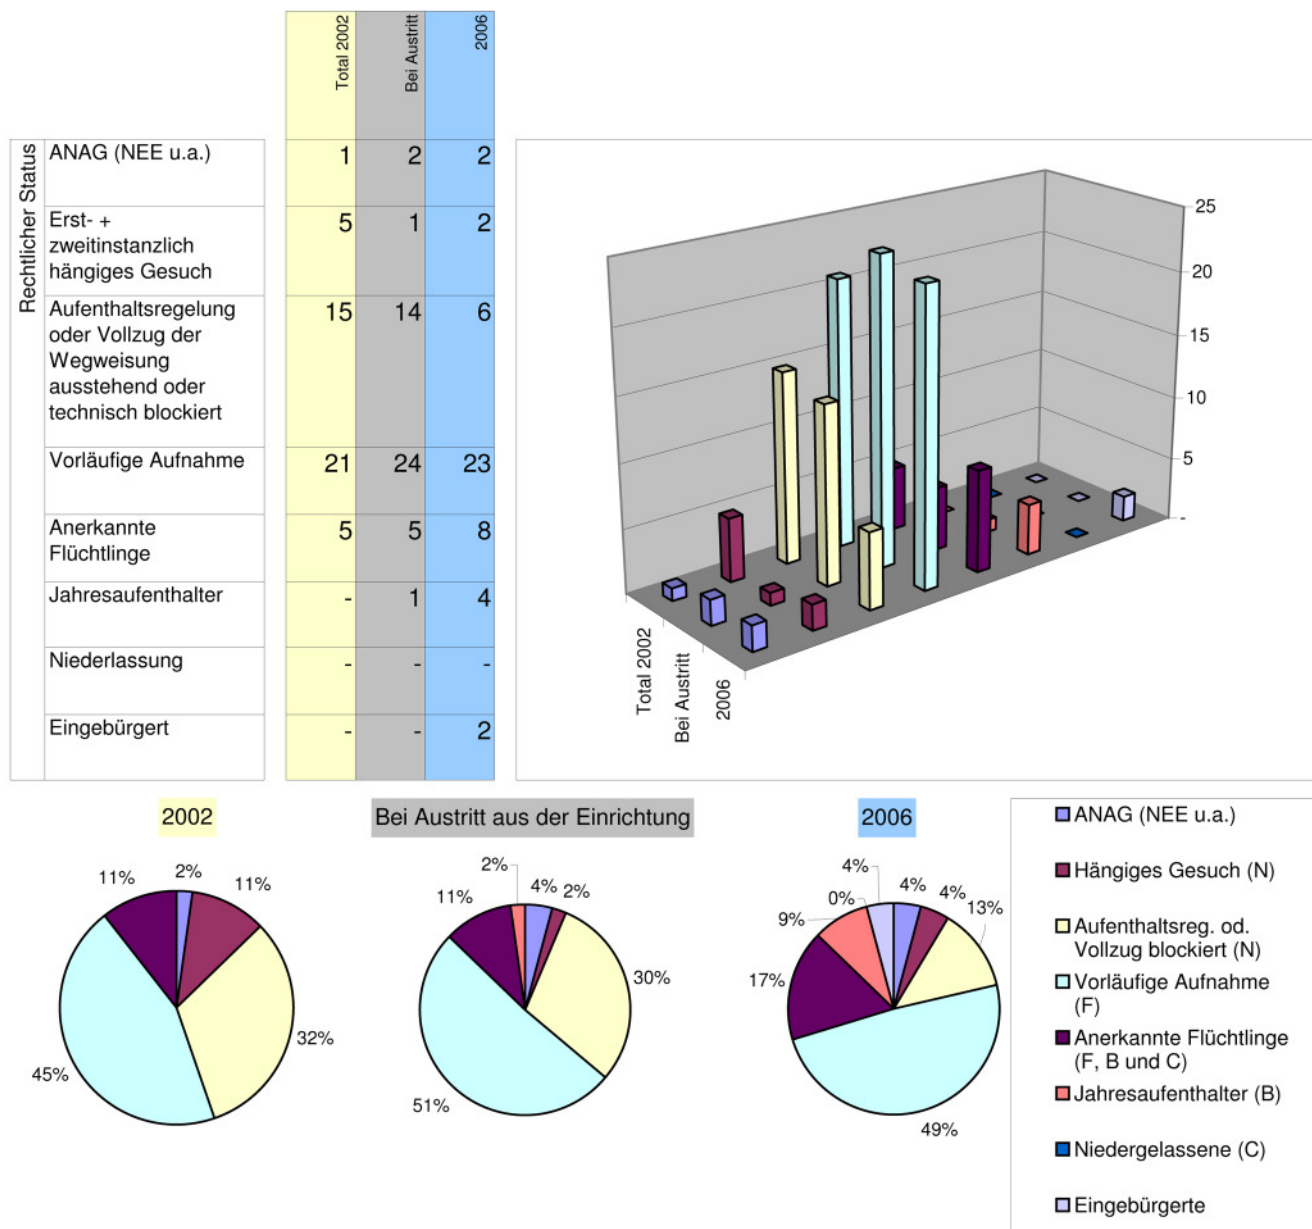 Total 2002
Bei Austritt
2006
Rechtlicher Status
ANAG (NEE u.a.)
1
2
2
Erst- +
zweitinstanzlich
hängiges Gesuch
5
1
2
Aufenthaltsregelung
oder Vollzug der
Wegweisung
ausstehend oder
technisch blockiert
15
14
6
Vorläufige Aufnahme
21
24
23
Anerkannte
Flüchtlinge
5
5
8
Jahresaufenthalter
-
1
4
Niederlassung
-
-
-
Eingebürgert
-
-
2
25
20
15
10
5
-
Total 2002
Bei Austritt
2006
2002
2%
11%
32%
45%
11%
Bei Austritt aus der Einrichtung
4%
2%
30%
51%
11%
2%
2006
4%
4%
13%
49%
17%
9%
0%
4%
ANAG (NEE u.a.)
Hängiges Gesuch (N)
Aufenthaltsreg. od.
Vollzug blockiert (N)
Vorläufige Aufnahme
(F)
Anerkannte Flüchtlinge
(F, B und C)
Jahresaufenthalter (B)
Niedergelassene (C)
Eingebürgerte